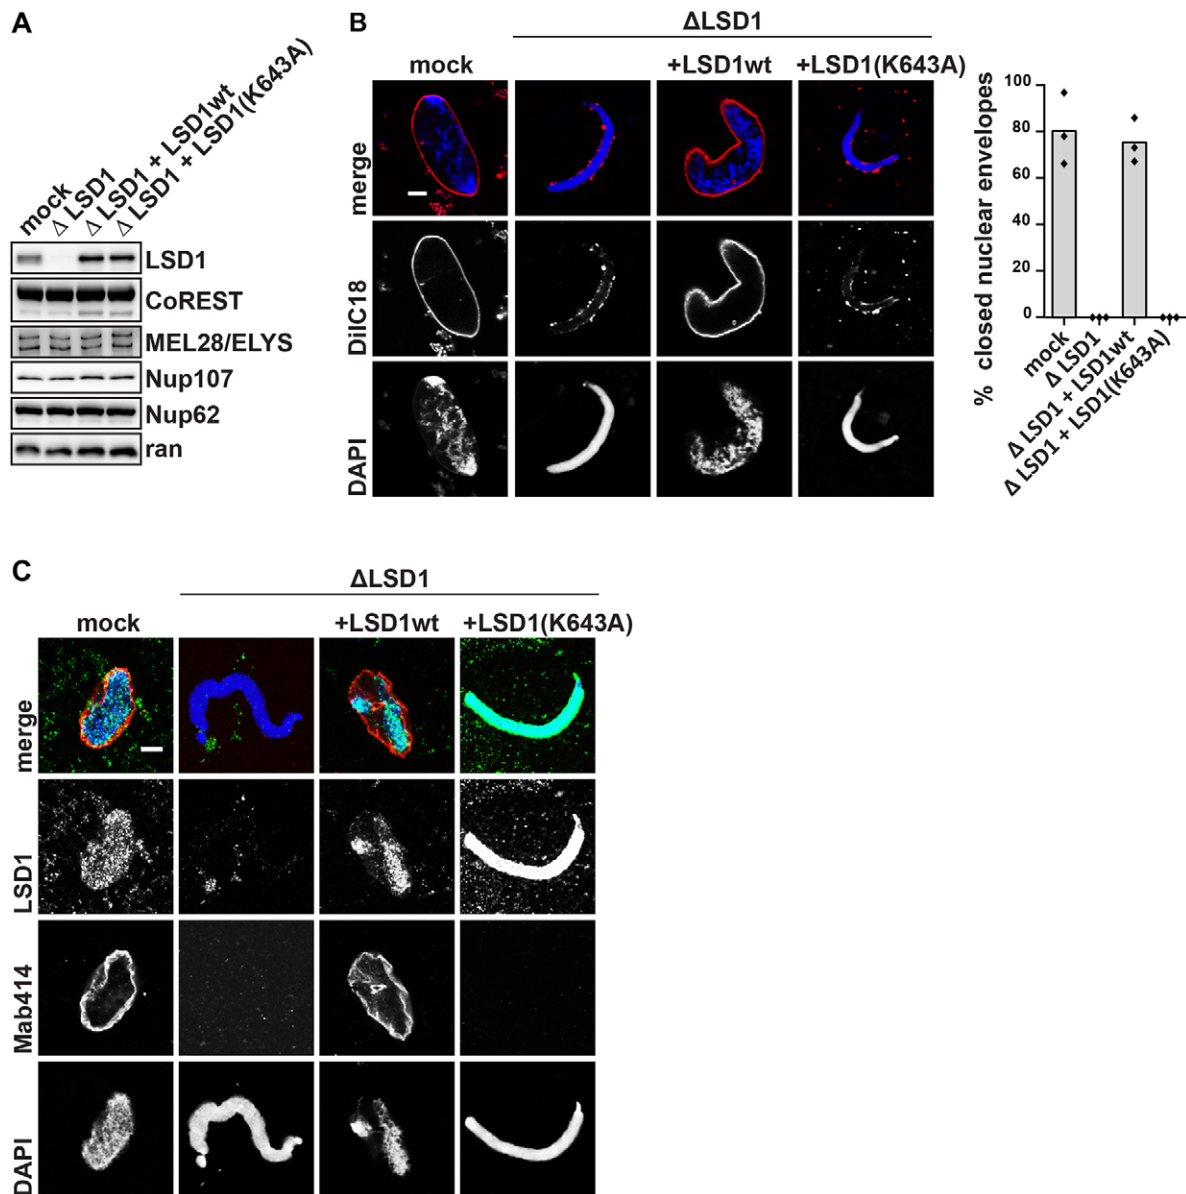 A
mock
Δ LSD1
Δ LSD1 + LSD1wt
Δ LSD1 + LSD1(K643A)
LSD1
CoREST
MEL28/ELYS
Nup107
Nup62
ran
B
ΔLSD1
mock
+LSD1wt
+LSD1(K643A)
merge
DiIC18
DAPI
% closed nuclear envelopes
100
80
60
40
20
0
mock
Δ LSD1
Δ LSD1 + LSD1wt
Δ LSD1 + LSD1(K643A)
C
ΔLSD1
mock
+LSD1wt
+LSD1(K643A)
merge
LSD1
Mab414
DAPI